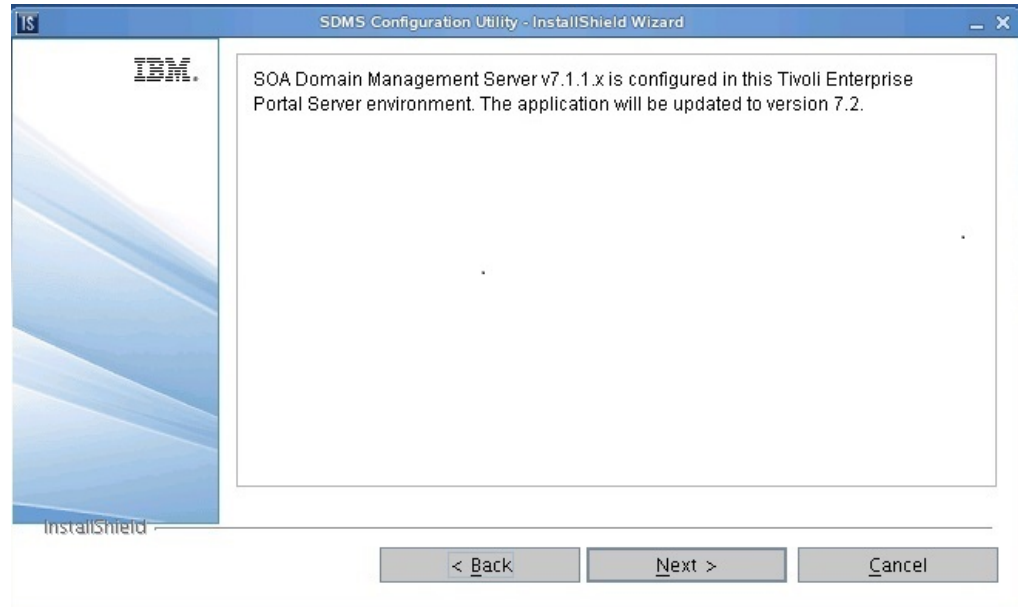 IS
SDMS Configuration Utility - InstallShield Wizard
IBM.
SOA Domain Management Server v7.1.1.x is configured in this Tivoli Enterprise
Portal Server environment. The application will be updated to version 7.2.
InstallShield
< Back
Next >
Cancel